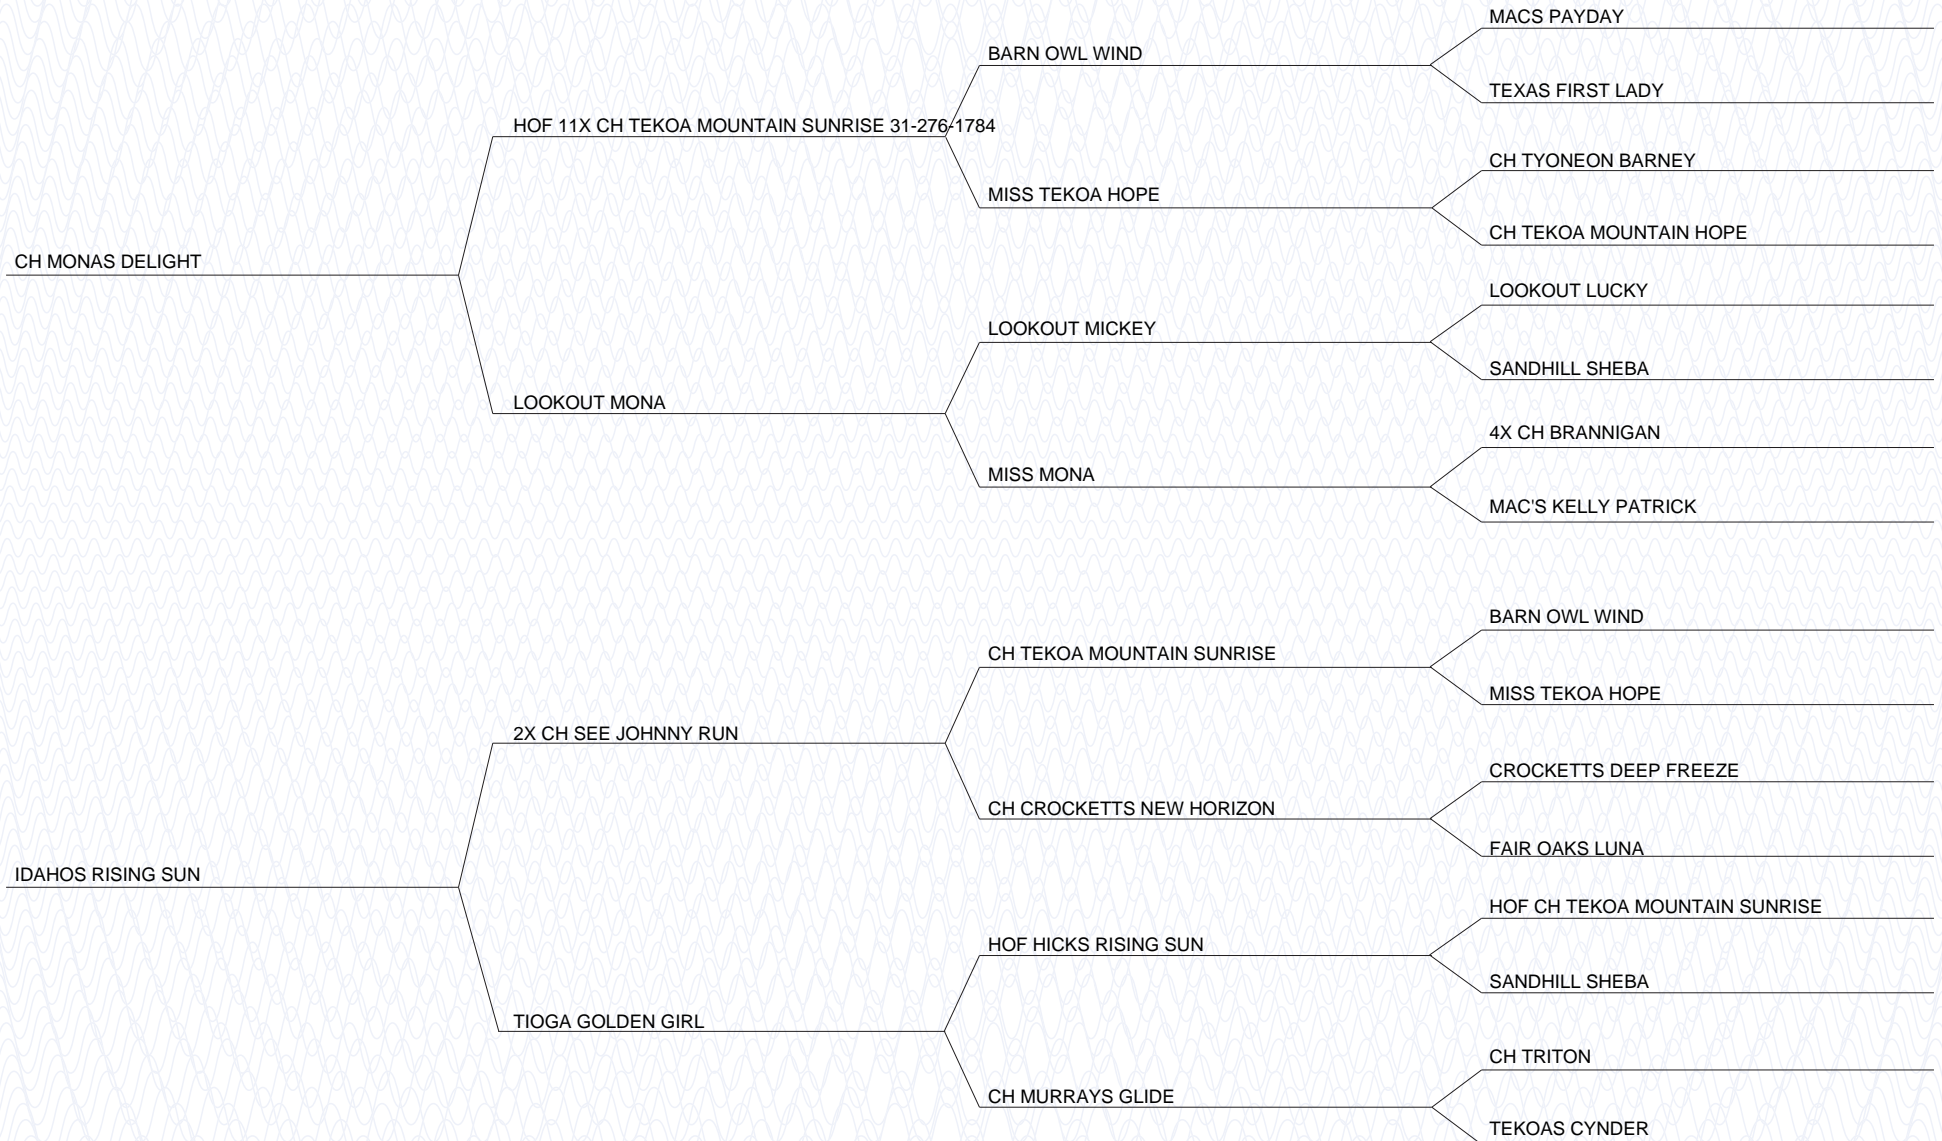 MACS PAYDAY
BARN OWL WIND
TEXAS FIRST LADY
HOF 11X CH TEKOA MOUNTAIN SUNRISE 31-276-1784
CH TYONEON BARNEY
MISS TEKOA HOPE
CH TEKOA MOUNTAIN HOPE
CH MONAS DELIGHT
LOOKOUT LUCKY
LOOKOUT MICKEY
SANDHILL SHEBA
LOOKOUT MONA
4X CH BRANNIGAN
MISS MONA
MAC'S KELLY PATRICK
BARN OWL WIND
CH TEKOA MOUNTAIN SUNRISE
MISS TEKOA HOPE
2X CH SEE JOHNNY RUN
CROCKETTS DEEP FREEZE
CH CROCKETTS NEW HORIZON
FAIR OAKS LUNA
IDAHOS RISING SUN
HOF CH TEKOA MOUNTAIN SUNRISE
HOF HICKS RISING SUN
SANDHILL SHEBA
TIOGA GOLDEN GIRL
CH TRITON
CH MURRAYS GLIDE
TEKOAS CYNDER